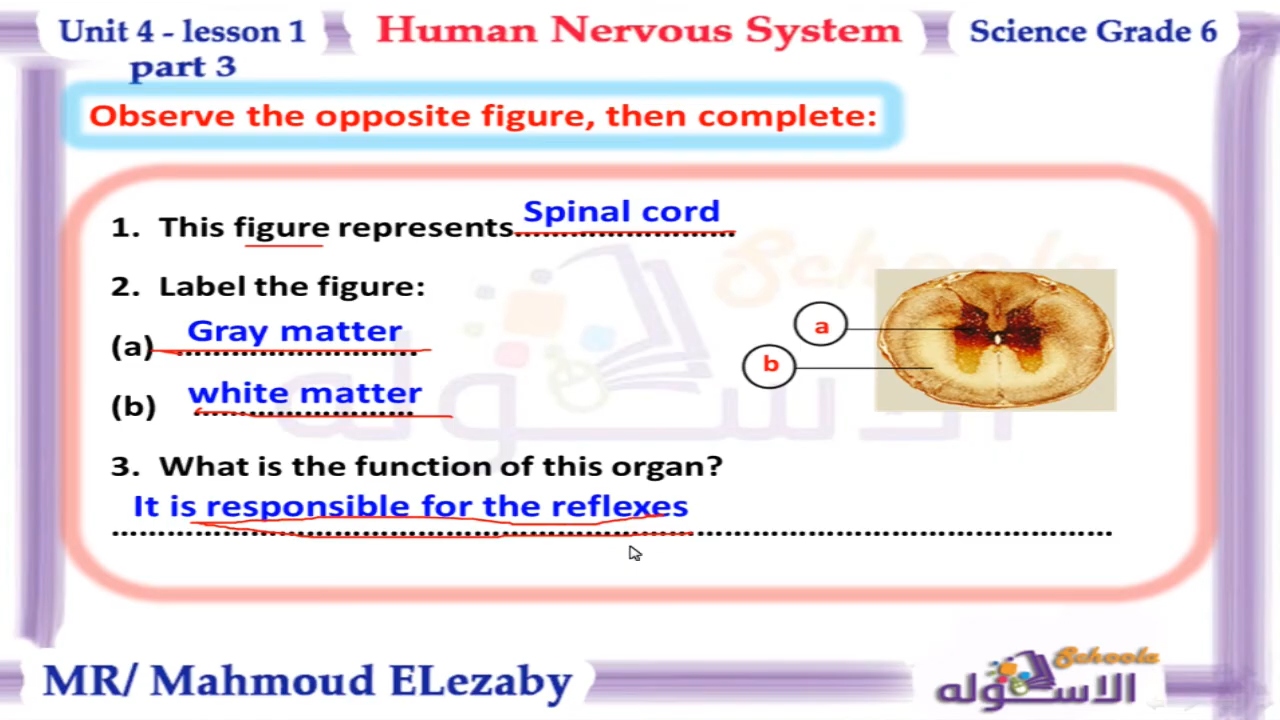 Unit 4 - lesson 1
part 3
Human Nervous System
Science Grade 6
Observe the opposite figure, then complete:
1. This figure represents Spinal cord
2. Label the figure:
(a) Gray matter
(b) white matter
a
b
3. What is the function of this organ?
It is responsible for the reflexes
MR/ Mahmoud ELezaby
Schoola
الاسكوله